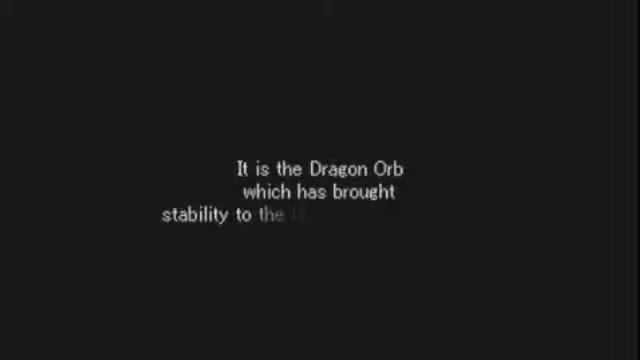 It is the Dragon Orb
which has brought
stability to the